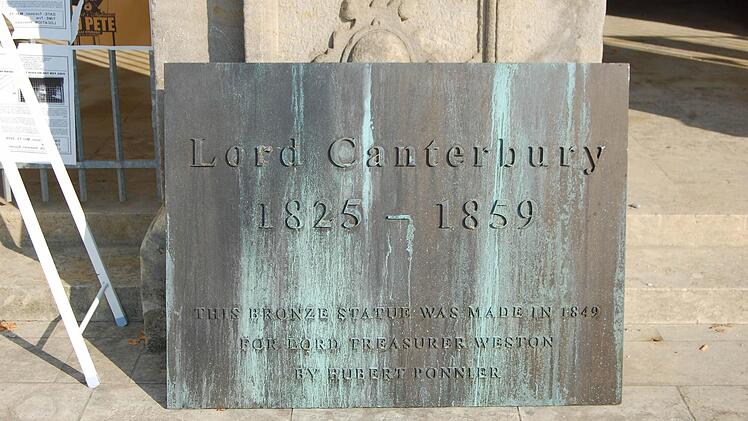 PETE
Lord Canterbury
1825 – 1859
THIS BRONZE STATUE WAS MADE IN 1849
FOR LORD TREASURER WESTON
BY HUBERT PONNIER